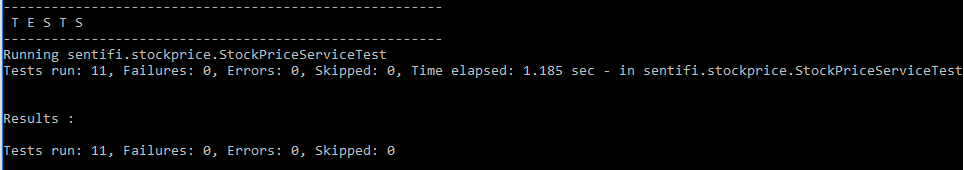 -------------------------------------------------------
 T E S T S
-------------------------------------------------------
Running sentifi.stockprice.StockPriceServiceTest
Tests run: 11, Failures: 0, Errors: 0, Skipped: 0, Time elapsed: 1.185 sec - in sentifi.stockprice.StockPriceServiceTest
Results :
Tests run: 11, Failures: 0, Errors: 0, Skipped: 0